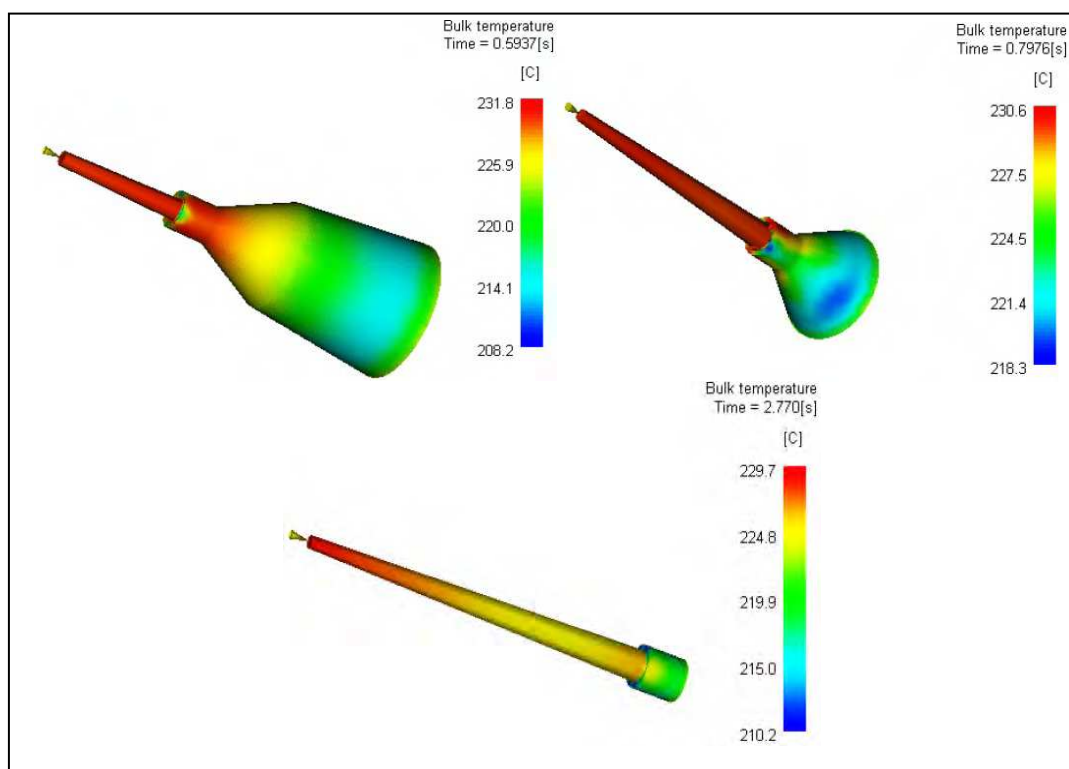 Bulk temperature
Time = 0.5937[s]
[C]
231.8
225.9
220.0
214.1
208.2
Bulk temperature
Time = 0.7976[s]
[C]
230.6
227.5
224.5
221.4
218.3
Bulk temperature
Time = 2.770[s]
[C]
229.7
224.8
219.9
215.0
210.2